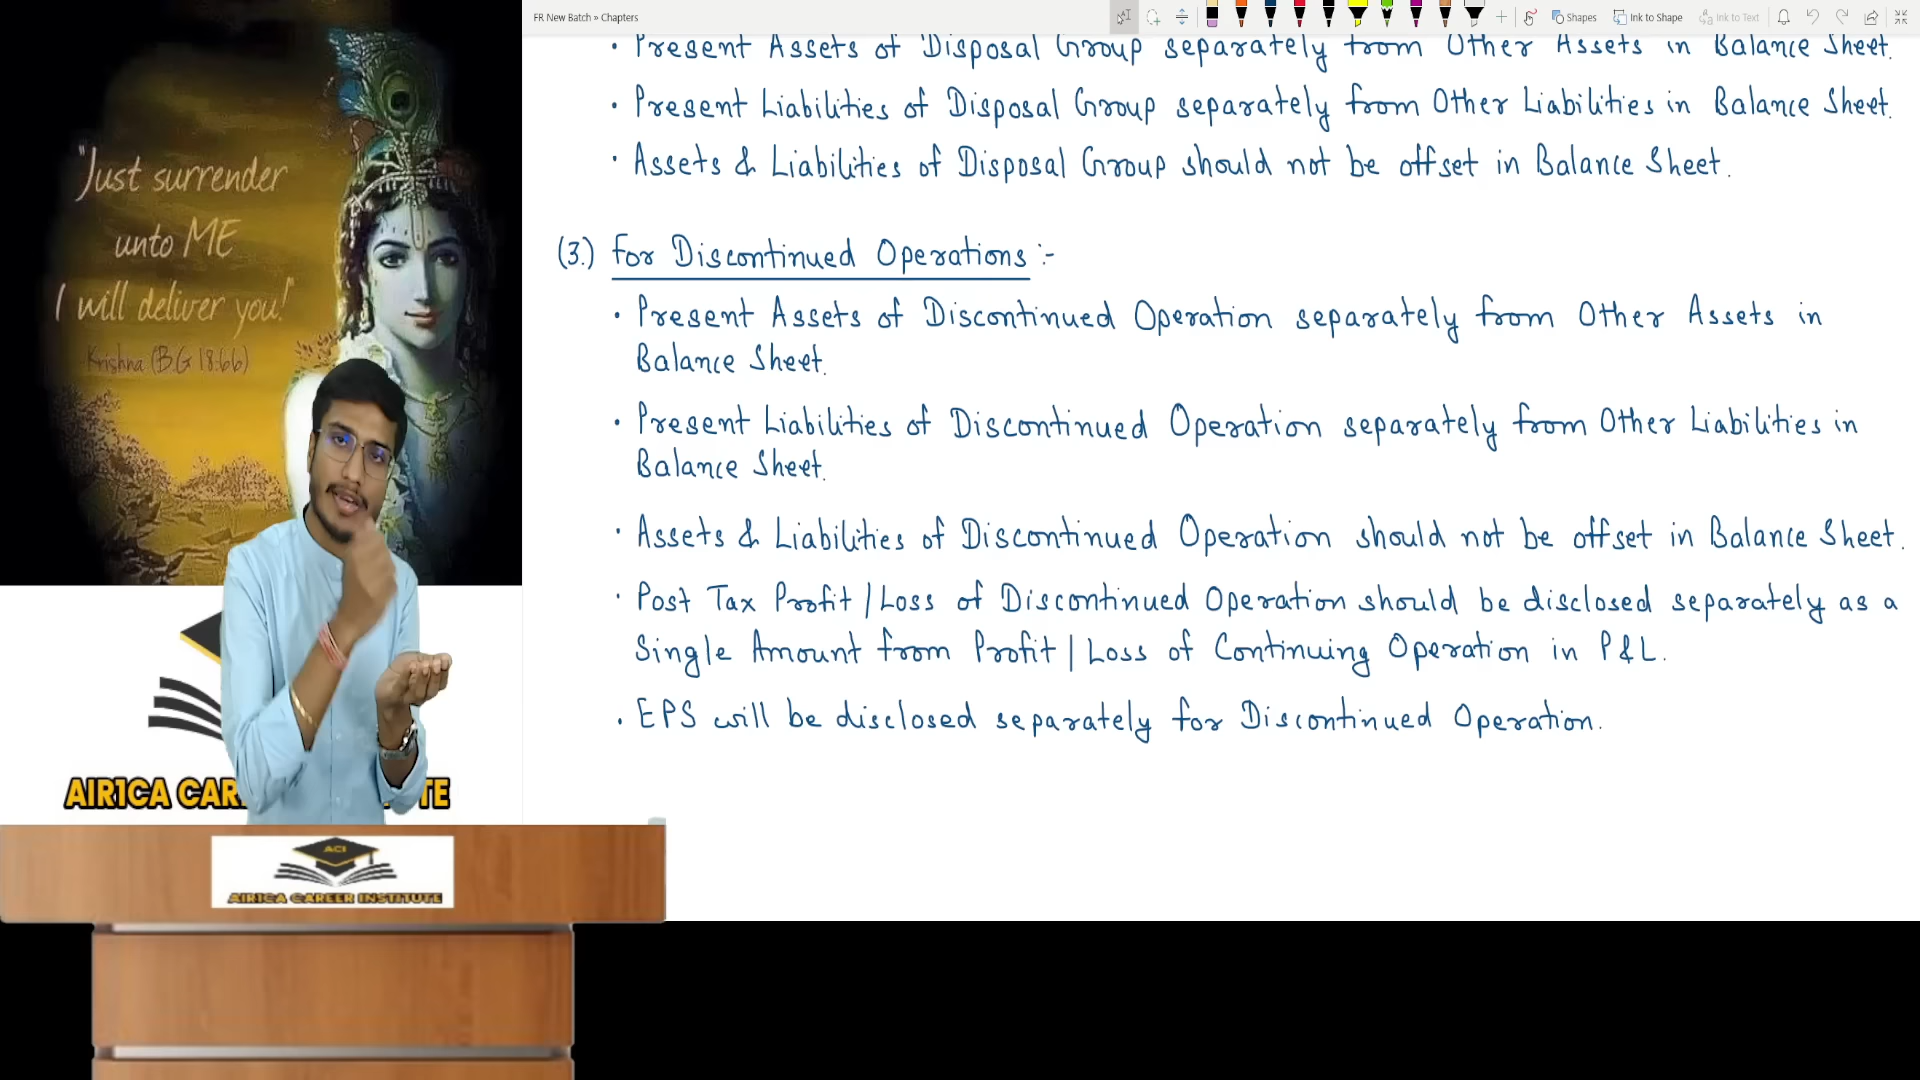 FR New Batch » Chapters
Shapes
Ink to Shape
Ink to Text
"Just surrender
unto ME
I will deliver you!"
Krishna (B.G 18:66)
• Present Assets of Disposal Group separately from Other Assets in Balance Sheet.
• Present Liabilities of Disposal Group separately from Other Liabilities in Balance Sheet.
• Assets & Liabilities of Disposal Group should not be offset in Balance Sheet.
(3.) For Discontinued Operations :-
• Present Assets of Discontinued Operation separately from Other Assets in
Balance Sheet.
• Present Liabilities of Discontinued Operation separately from Other Liabilities in
Balance Sheet.
• Assets & Liabilities of Discontinued Operation should not be offset in Balance Sheet.
• Post Tax Profit/Loss of Discontinued Operation should be disclosed separately as a
Single Amount from Profit/Loss of Continuing Operation in P&L.
• EPS will be disclosed separately for Discontinued Operation.
AIR1CA CAR TE
ACI
AIR1CA CAREER INSTITUTE